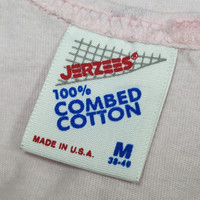 JERZEES®
100%
COMBED
COTTON
MADE IN U.S.A.
M
38-40